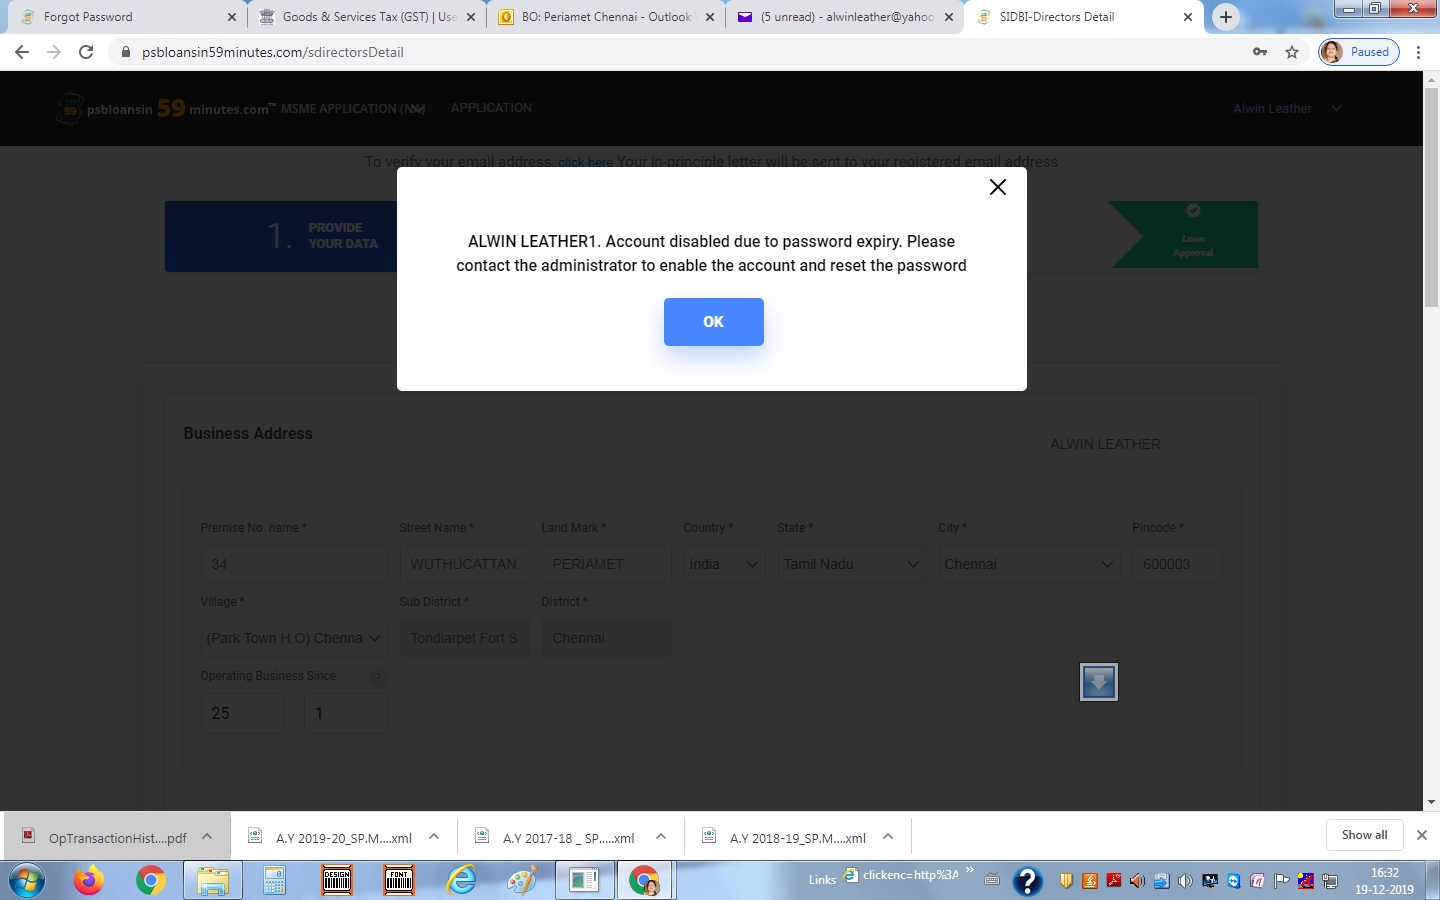 Forgot Password
Goods & Services Tax (GST) | Use
BO: Periamet Chennai - Outlook
(5 unread) - alwinleather@yahoo
SIDBI-Directors Detail
psbloansin59minutes.com/sdirectorsDetail
Paused
59 psbloansin 59 minutes.com™ MSME APPLICATION
APPLICATION
Alwin Leather
To verify your email address, click here Your in-principle letter will be sent to your registered email address
1. PROVIDE
YOUR DATA
Loan
Approval
ALWIN LEATHER1. Account disabled due to password expiry. Please
contact the administrator to enable the account and reset the password
OK
Business Address
ALWIN LEATHER
Premise No. name * Street Name * Land Mark * Country * State * City * Pincode *
34 WUTHUCATTAN PERIAMET India Tamil Nadu Chennai 600003
Village * Sub District * District *
(Park Town H.O) Chenna Tondiarpet Fort S Chennai
Operating Business Since ?
25 1
OpTransactionHist....pdf
A.Y 2019-20_SP.M....xml
A.Y 2017-18 _ SP.....xml
A.Y 2018-19_SP.M....xml
Show all
DESIGN
FONT
Links
clickenc=http%3A
16:32
19-12-2019